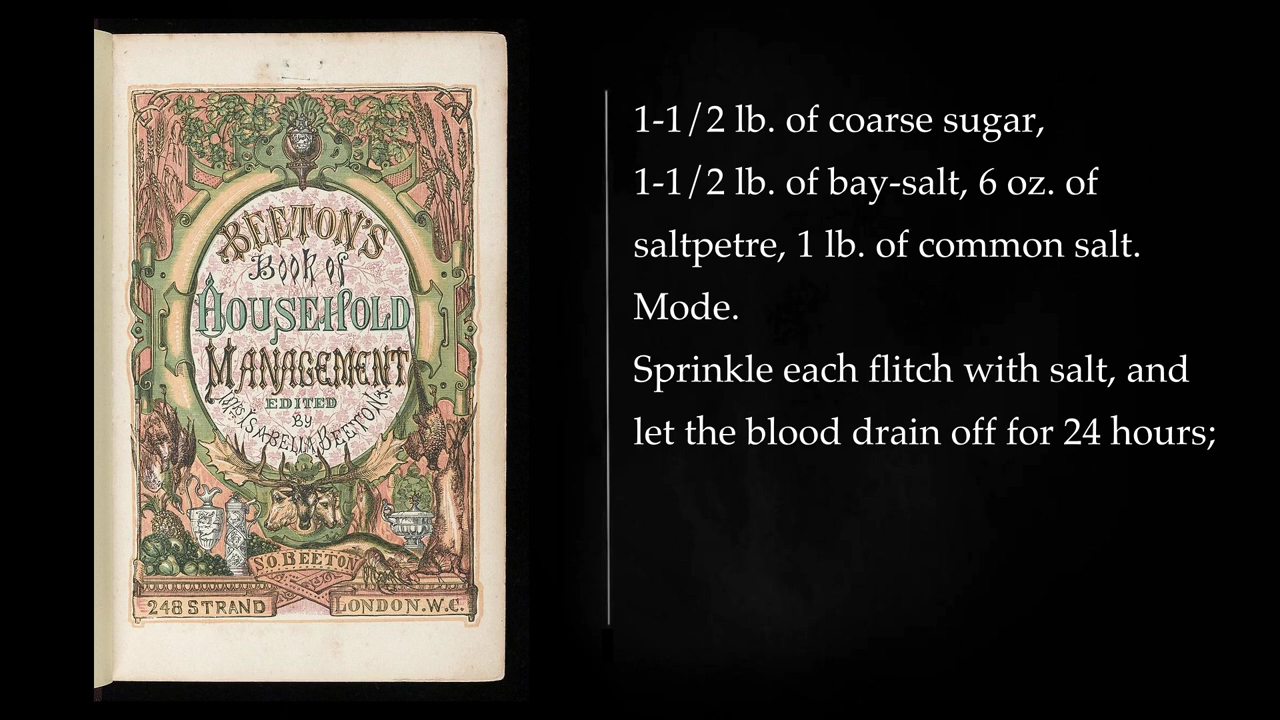 BEETON'S
Book of
HOUSEHOLD
MANAGEMENT
EDITED
BY
MRS. ISABELLA BEETON.
S.O. BEETON
248 STRAND
LONDON. W.C.
1-1/2 lb. of coarse sugar,
1-1/2 lb. of bay-salt, 6 oz. of
saltpetre, 1 lb. of common salt.
Mode.
Sprinkle each flitch with salt, and
let the blood drain off for 24 hours;